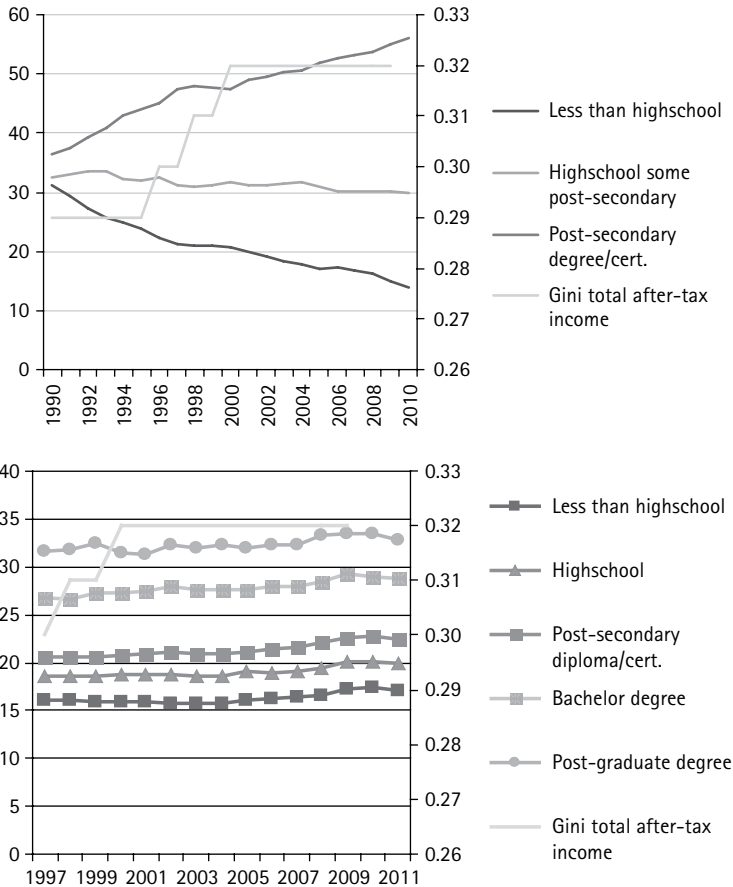 60
50
40
30
20
10
0
0.33
0.32
0.31
0.30
0.29
0.28
0.27
0.26
1990
1992
1994
1996
1998
2000
2002
2004
2006
2008
2010
Less than highschool
Highschool some
post-secondary
Post-secondary
degree/cert.
Gini total after-tax
income
40
35
30
25
20
15
10
5
0
0.33
0.32
0.31
0.30
0.29
0.28
0.27
0.26
1997 1999 2001 2003 2005 2007 2009 2011
Less than highschool
Highschool
Post-secondary
diploma/cert.
Bachelor degree
Post-graduate degree
Gini total after-tax
income